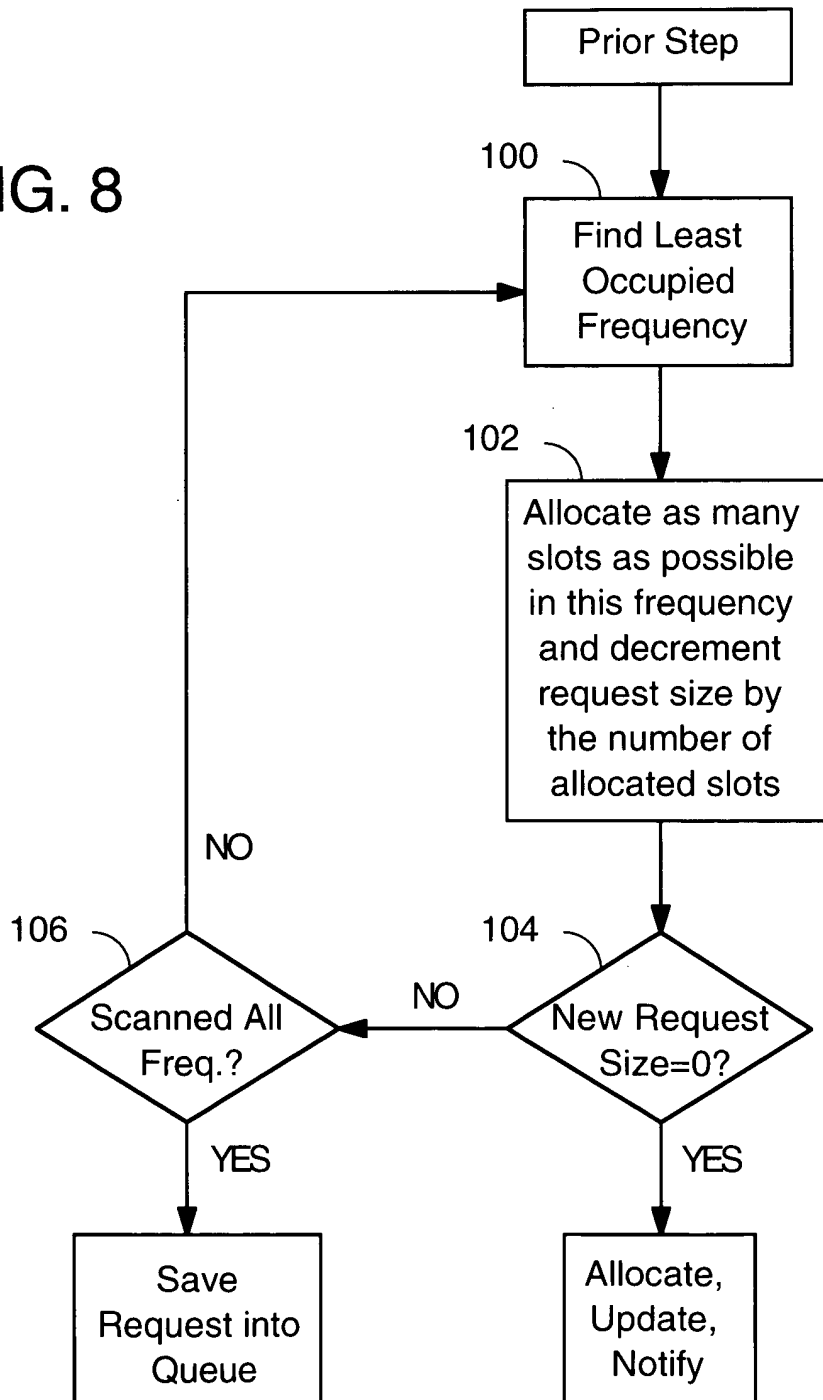 Prior Step
IG. 8
100
Find Least
Occupied
Frequency
102
Allocate as many
slots as possible
in this frequency
and decrement
request size by
the number of
allocated slots
NO
106
104
Scanned All
Freq.?
NO
New Request
Size=0?
YES
YES
Save
Request into
Queue
Allocate,
Update,
Notify